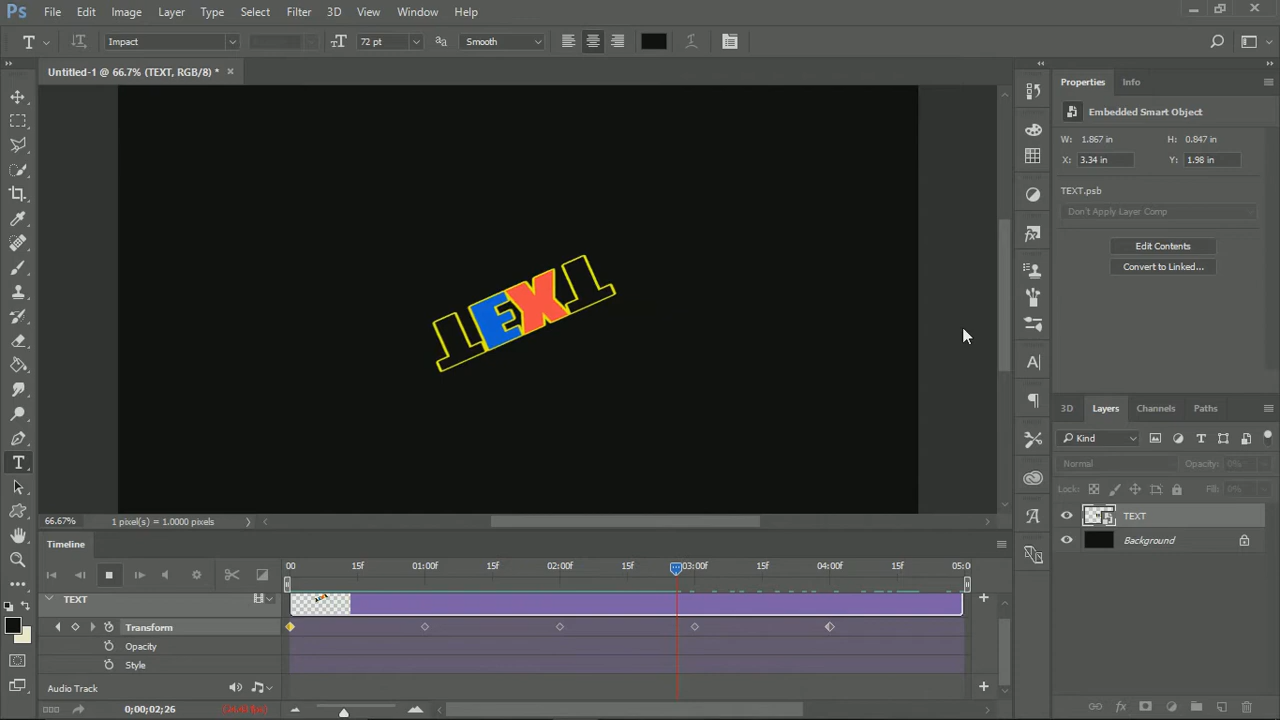 Ps File Edit Image Layer Type Select Filter 3D View Window Help
T Impact 72 pt aa Smooth
Untitled-1 @ 66.7% (TEXT, RGB/8) *
Properties Info
Embedded Smart Object
W: 1.867 in H: 0.847 in
X: 3.34 in Y: 1.98 in
TEXT.psb
Don't Apply Layer Comp
Edit Contents
Convert to Linked...
TEXT
3D Layers Channels Paths
Kind
Normal Opacity: 0%
Lock: Fill: 0%
TEXT
Background
66.67% 1 pixel(s) = 1.0000 pixels
Timeline
00 15f 01:00f 15f 02:00f 15f 03:00f 15f 04:00f 15f 05:0
TEXT
Transform
Opacity
Style
Audio Track
0;00;02;26